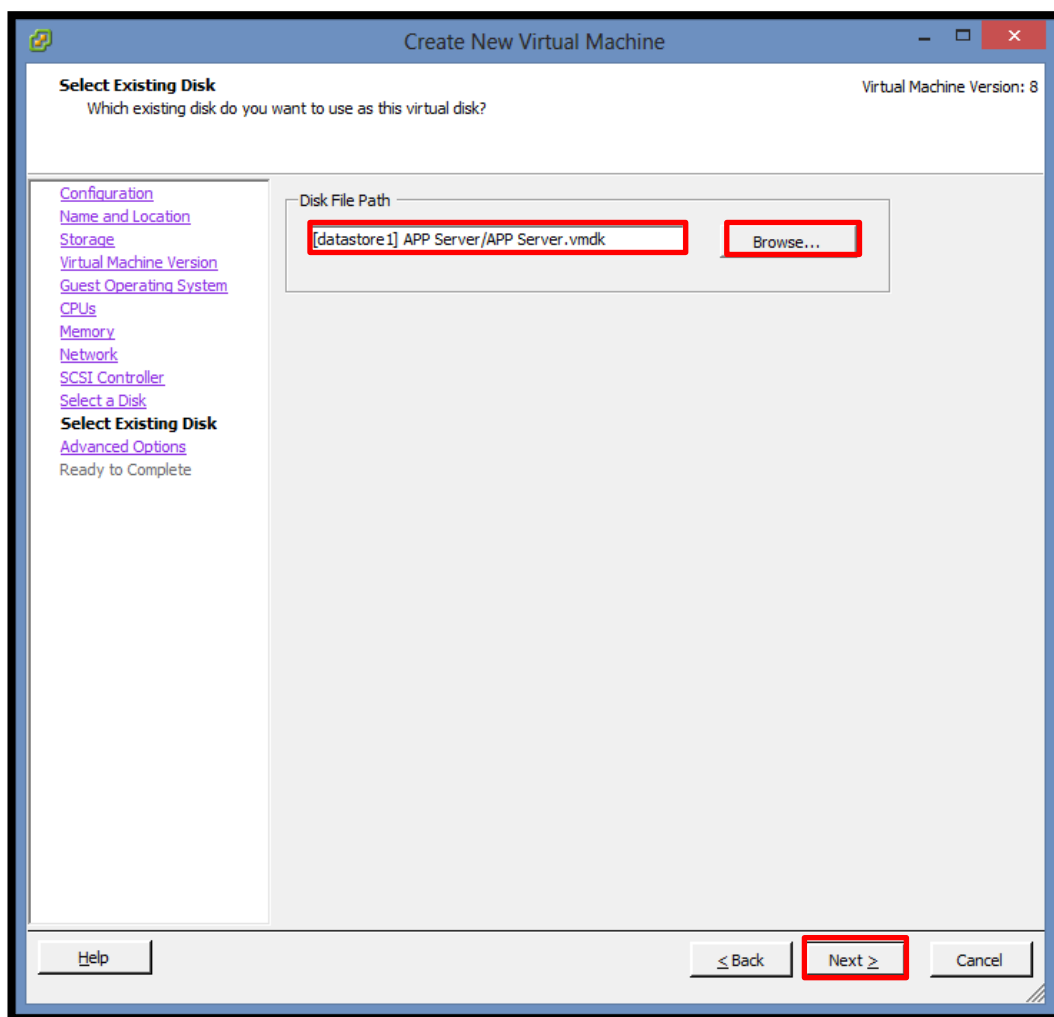 Create New Virtual Machine
Select Existing Disk
Virtual Machine Version: 8
Which existing disk do you want to use as this virtual disk?
Configuration
Name and Location
Storage
Virtual Machine Version
Guest Operating System
CPUs
Memory
Network
SCSI Controller
Select a Disk
Select Existing Disk
Advanced Options
Ready to Complete
Disk File Path
[datastore1] APP Server/APP Server.vmdk
Browse...
Help
< Back
Next >
Cancel